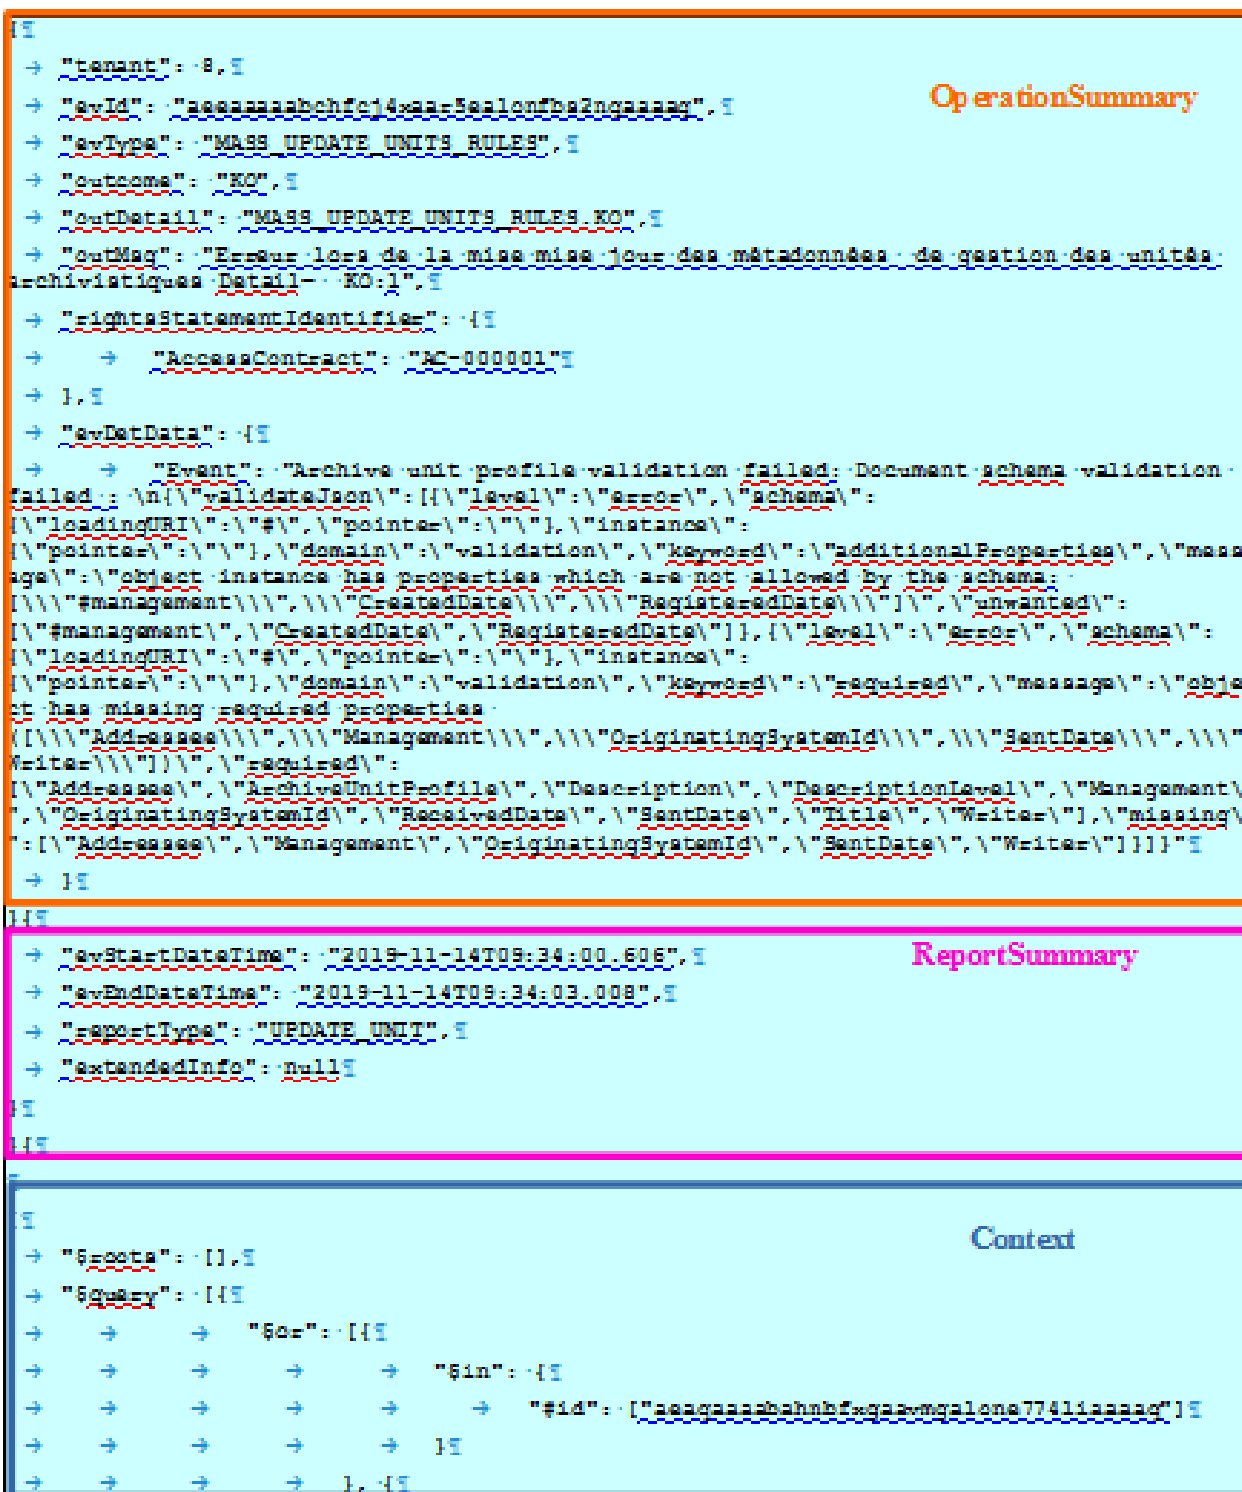 {¶
→ "tenant": 8,¶
OperationSummary
→ "evId": "aeeaaaaabchfcj4xaar5ealonfbs2nqaaaaq",¶
→ "evType": "MASS_UPDATE_UNITS_RULES",¶
→ "outcome": "KO",¶
→ "outDetail": "MASS_UPDATE_UNITS_RULES.KO",¶
→ "outMsg": "Erreur lors de la mise mise jour des métadonnées  de gestion des unités
archivistiques Detail=  KO:1",¶
→ "rightsStatementIdentifier": {¶
→ → "AccessContract": "AC-000001"¶
→ },¶
→ "evDetData": {¶
→ → "Event": "Archive unit profile validation failed: Document schema validation
failed : \n{\"validateJson\":[{\"level\":\"error\",\"schema\":
{\"loadingURI\":\"#\",\"pointer\":\"\"},\"instance\":
{\"pointer\":\"\"},\"domain\":\"validation\",\"keyword\":\"additionalProperties\",\"mess
age\":\"object instance has properties which are not allowed by the schema:
[\\\"#management\\\",\\\"CreatedDate\\\",\\\"RegisteredDate\\\"]\",\"unwanted\":
[\"#management\",\"CreatedDate\",\"RegisteredDate\"]},{\"level\":\"error\",\"schema\":
{\"loadingURI\":\"#\",\"pointer\":\"\"},\"instance\":
{\"pointer\":\"\"},\"domain\":\"validation\",\"keyword\":\"required\",\"message\":\"obje
ct has missing required properties
([\\\"Addressee\\\",\\\"Management\\\",\\\"OriginatingSystemId\\\",\\\"SentDate\\\",\\\"
Writer\\\"])\",\"required\":
[\"Addressee\",\"ArchiveUnitProfile\",\"Description\",\"DescriptionLevel\",\"Management\
",\"OriginatingSystemId\",\"ReceivedDate\",\"SentDate\",\"Title\",\"Writer\"],\"missing\
":[\"Addressee\",\"Management\",\"OriginatingSystemId\",\"SentDate\",\"Writer\"]}]}"¶
→ }¶
}{¶
→ "evStartDateTime": "2019-11-14T09:34:00.606",¶
ReportSummary
→ "evEndDateTime": "2019-11-14T09:34:03.008",¶
→ "reportType": "UPDATE_UNIT",¶
→ "extendedInfo": null¶
}¶
}{¶
¶
{¶
Context
→ "$roots": [],¶
→ "$query": [{¶
→ → → "$or": [{¶
→ → → → → "$in": {¶
→ → → → → → "#id": ["aeaqaaaabahnbfxgaavmgalone774liaaaaq"]¶
→ → → → → }¶
→ → → → }, {¶